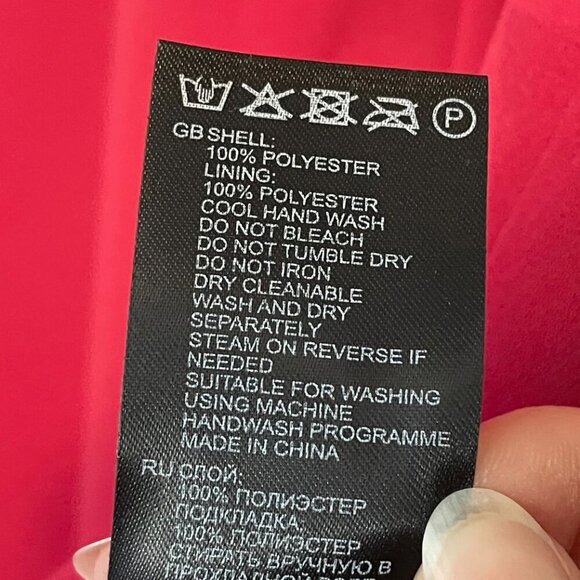 P
GB SHELL:
100% POLYESTER
LINING:
100% POLYESTER
COOL HAND WASH
DO NOT BLEACH
DO NOT TUMBLE DRY
DO NOT IRON
DRY CLEANABLE
WASH AND DRY
SEPARATELY
STEAM ON REVERSE IF
NEEDED
SUITABLE FOR WASHING
USING MACHINE
HANDWASH PROGRAMME
MADE IN CHINA
RU СЛОЙ:
100% ПОЛИЭСТЕР
ПОДКЛАДКА:
100% ПОЛИЭСТЕР
СТИРАТЬ ВРУЧНУЮ В
ПРОХЛАДНОЙ